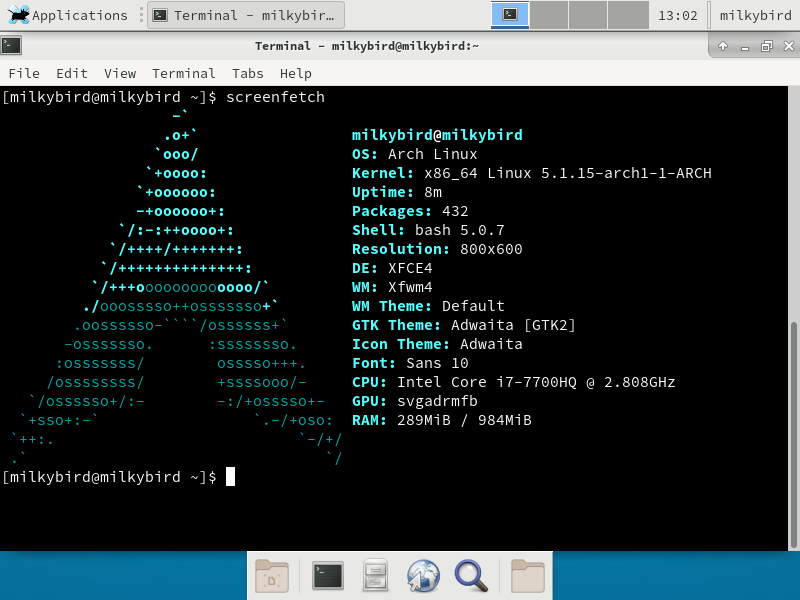 Applications Terminal – milkybir... 13:02 milkybird
Terminal – milkybird@milkybird:~
File Edit View Terminal Tabs Help
[milkybird@milkybird ~]$ screenfetch
-`
.o+` milkybird@milkybird
`ooo/ OS: Arch Linux
`+oooo: Kernel: x86_64 Linux 5.1.15-arch1-1-ARCH
`+oooooo: Uptime: 8m
-+oooooo+: Packages: 432
`/:-:++oooo+: Shell: bash 5.0.7
`/++++/+++++++: Resolution: 800x600
`/++++++++++++++: DE: XFCE4
`/+++ooooooooooooo/` WM: Xfwm4
./ooosssso++osssssso+` WM Theme: Default
.oossssso-````/ossssss+` GTK Theme: Adwaita [GTK2]
-osssssso. :ssssssso. Icon Theme: Adwaita
:osssssss/ osssso+++. Font: Sans 10
/ossssssss/ +ssssooo/- CPU: Intel Core i7-7700HQ @ 2.808GHz
`/ossssso+/:- -:/+osssso+- GPU: svgadrmfb
`+sso+:-` `.-/+oso: RAM: 289MiB / 984MiB
`++:. `-/+/
.` `/
[milkybird@milkybird ~]$